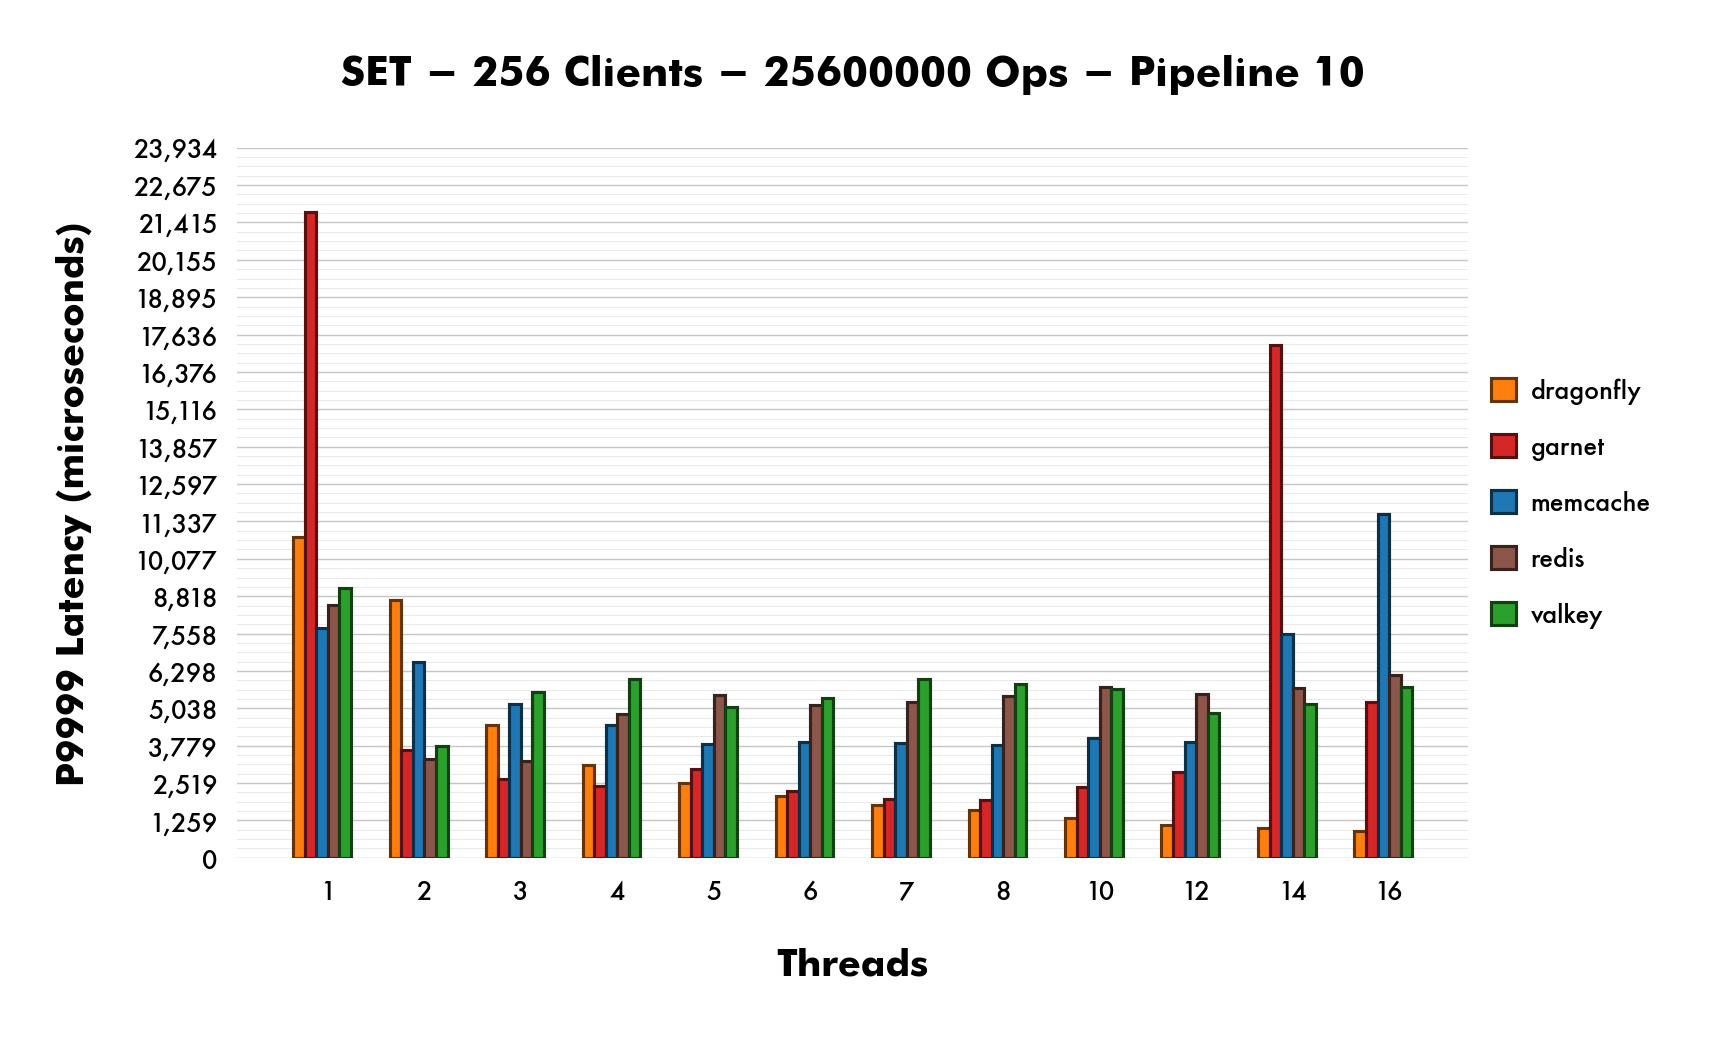 SET – 256 Clients – 25600000 Ops – Pipeline 10
P9999 Latency (microseconds)
23,934
22,675
21,415
20,155
18,895
17,636
16,376
15,116
13,857
12,597
11,337
10,077
8,818
7,558
6,298
5,038
3,779
2,519
1,259
0
1 2 3 4 5 6 7 8 10 12 14 16
Threads
dragonfly
garnet
memcache
redis
valkey